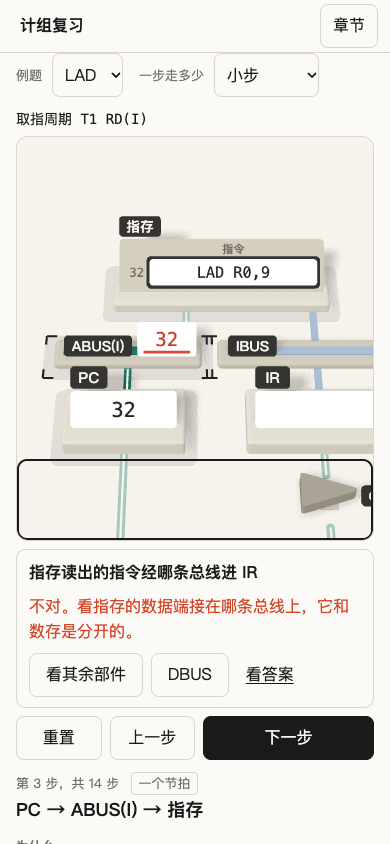 计组复习
章节
例题
LAD
一步走多少
小步
取指周期 T1 RD(I)
指存
指令
32
LAD R0,9
ABUS(I)
32
IBUS
PC
IR
32
指存读出的指令经哪条总线进 IR
不对。看指存的数据端接在哪条总线上，它和
数存是分开的。
看其余部件
DBUS
看答案
重置
上一步
下一步
第 3 步，共 14 步
一个节拍
PC → ABUS(I) → 指存